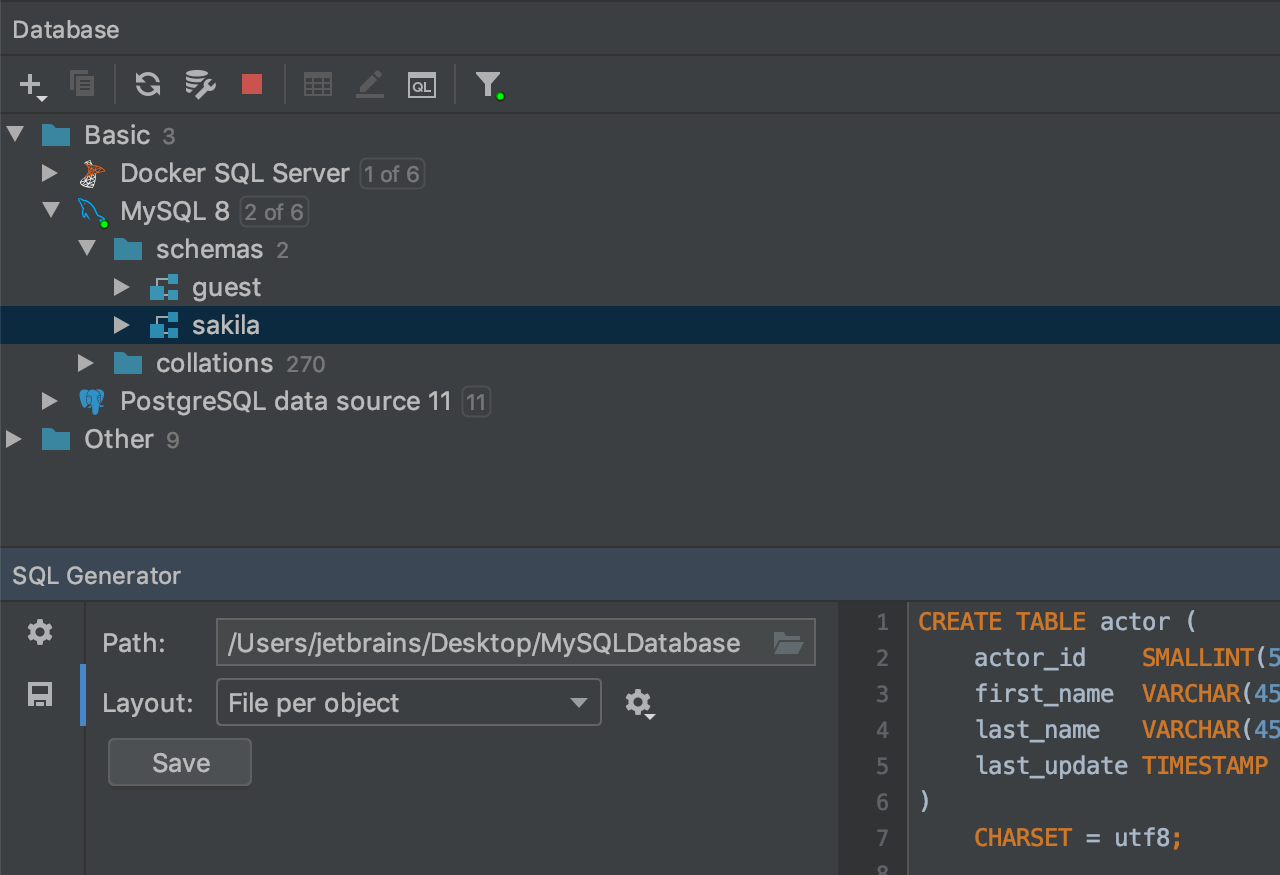 Database
QL
Basic 3
Docker SQL Server 1 of 6
MySQL 8 2 of 6
schemas 2
guest
sakila
collations 270
PostgreSQL data source 11 11
Other 9
SQL Generator
Path: /Users/jetbrains/Desktop/MySQLDatabase
Layout: File per object
Save
1 CREATE TABLE actor (
2 actor_id SMALLINT(5
3 first_name VARCHAR(45
4 last_name VARCHAR(45
5 last_update TIMESTAMP
6 )
7 CHARSET = utf8;
8